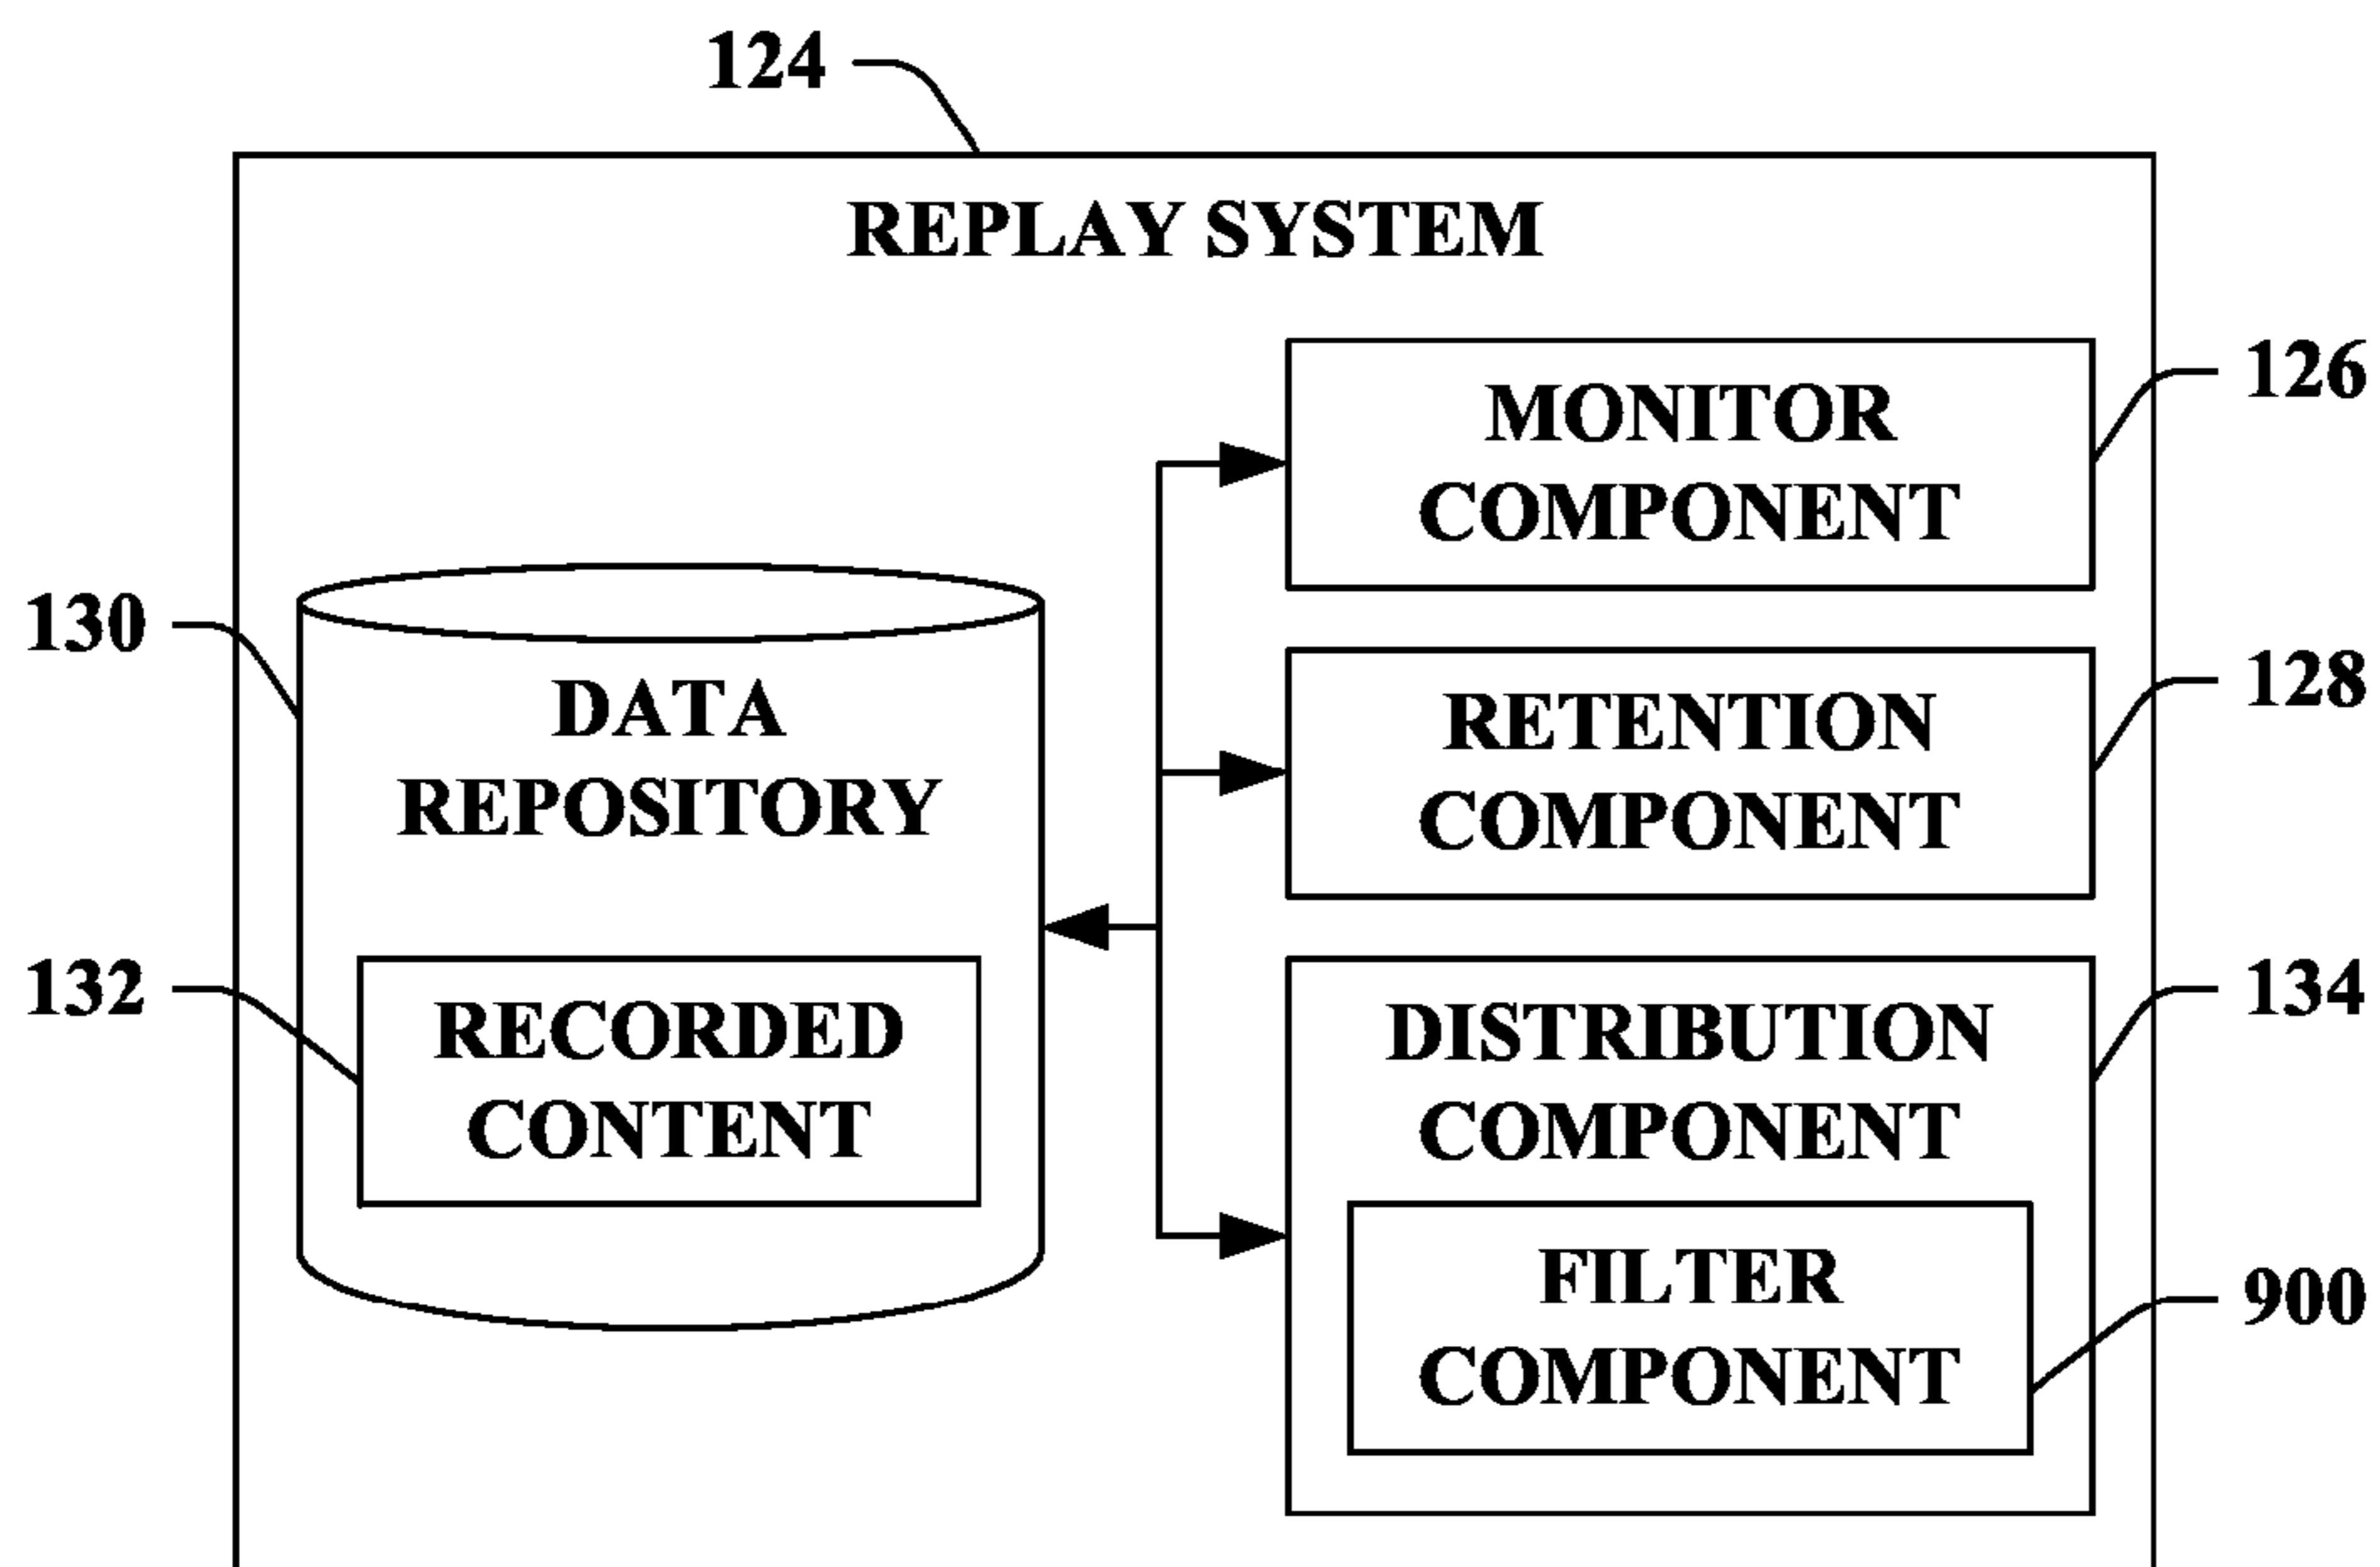 124
REPLAY SYSTEM
MONITOR
COMPONENT
126
130
DATA
REPOSITORY
RETENTION
COMPONENT
128
132
RECORDED
CONTENT
DISTRIBUTION
COMPONENT
134
FILTER
COMPONENT
900